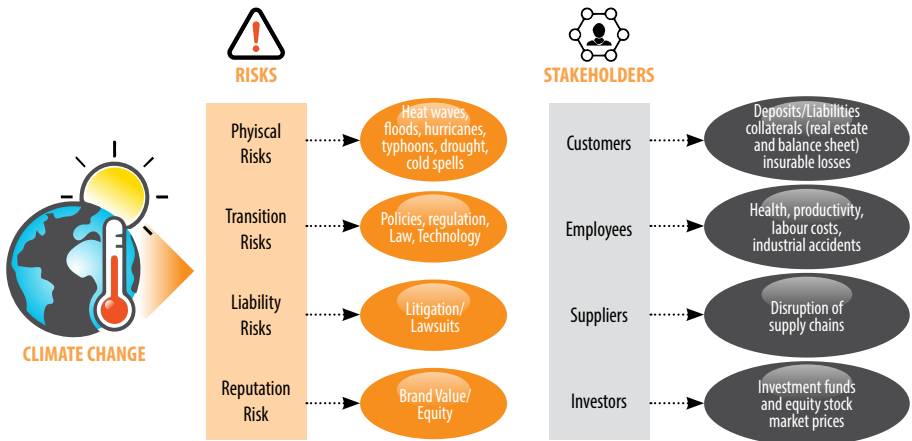 RISKS
STAKEHOLDERS
CLIMATE CHANGE
Phyiscal
Risks
Heat waves,
floods, hurricanes,
typhoons, drought,
cold spells
Transition
Risks
Policies, regulation,
Law, Technology
Liability
Risks
Litigation/
Lawsuits
Reputation
Risk
Brand Value/
Equity
Customers
Deposits/Liabilities
collaterals (real estate
and balance sheet)
insurable losses
Employees
Health, productivity,
labour costs,
industrial accidents
Suppliers
Disruption of
supply chains
Investors
Investment funds
and equity stock
market prices